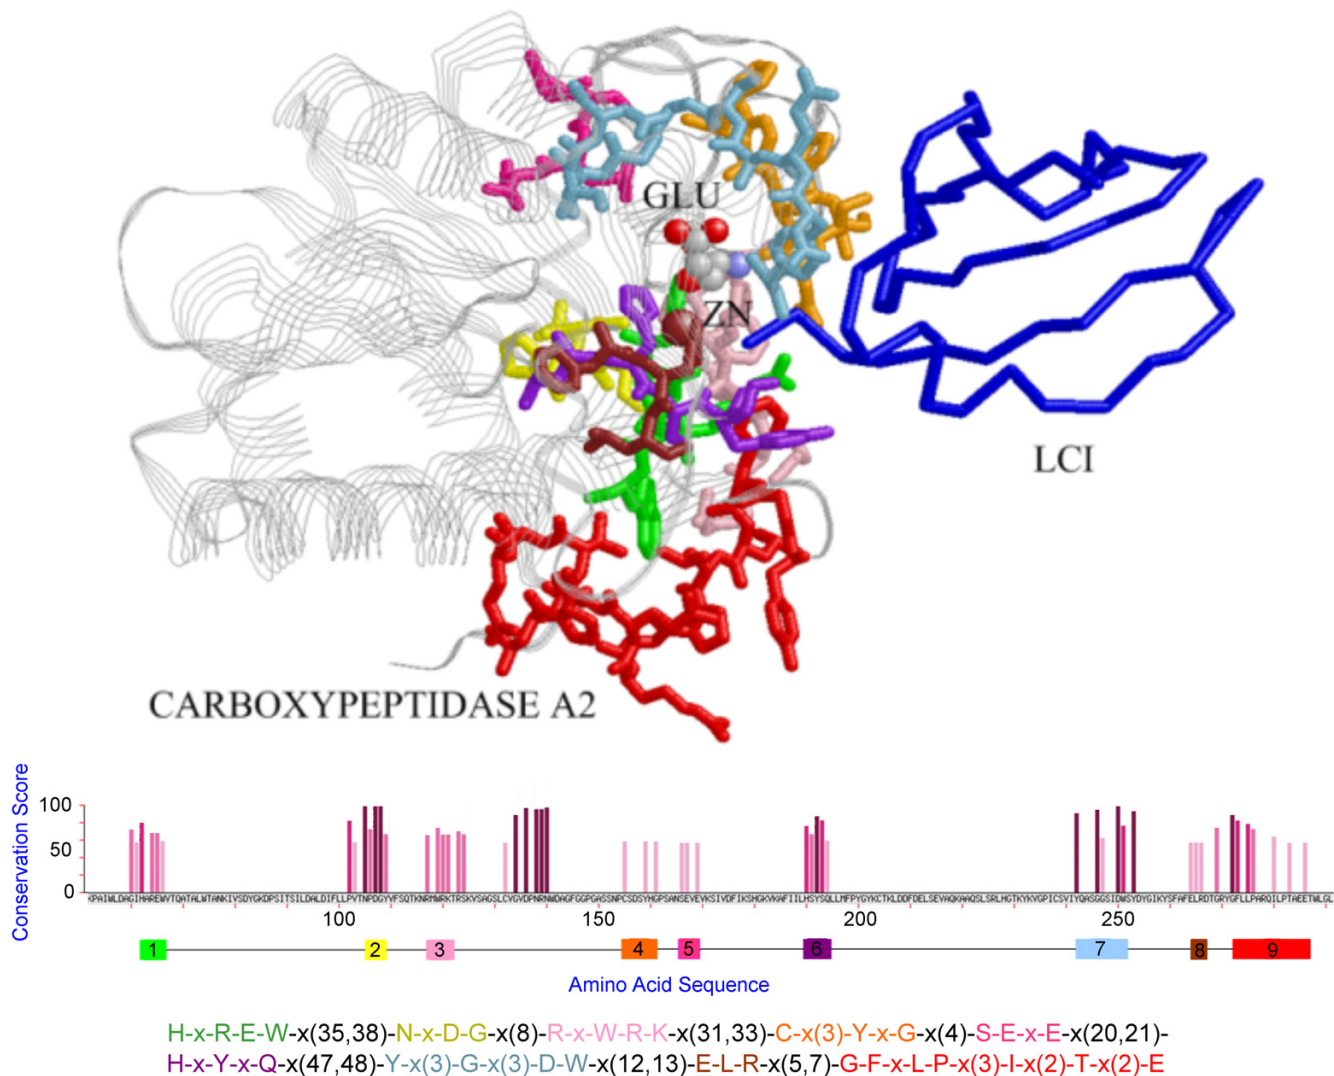 GLU
ZN
LCI
CARBOXYPEPTIDASE A2
Conservation Score
100
50
0
KPAIWLDAGIHAREWVTQATALWTANKIVSDYGKDPSITSILDALDIFLLPVTNPDGYVFSQTKNRMWRKTRSKVSAGSLCVGVDPNRNWDAGFGGPGASSNPCSDSYHGPSANSEVEVKSIVDFIKSHGKVKAFIILHSYSQLLMFPYGYKCTKLDDFDELSEVAQKAAQSLSRLHGTKYKVGPICSVIYQASGGSIDWSYDYGIKYSFAFELRDTGRYGFLLPARQILPTAEETWLGL
100 150 200 250
1 2 3 4 5 6 7 8 9
Amino Acid Sequence
H-x-R-E-W-x(35,38)-N-x-D-G-x(8)-R-x-W-R-K-x(31,33)-C-x(3)-Y-x-G-x(4)-S-E-x-E-x(20,21)-
H-x-Y-x-Q-x(47,48)-Y-x(3)-G-x(3)-D-W-x(12,13)-E-L-R-x(5,7)-G-F-x-L-P-x(3)-I-x(2)-T-x(2)-E